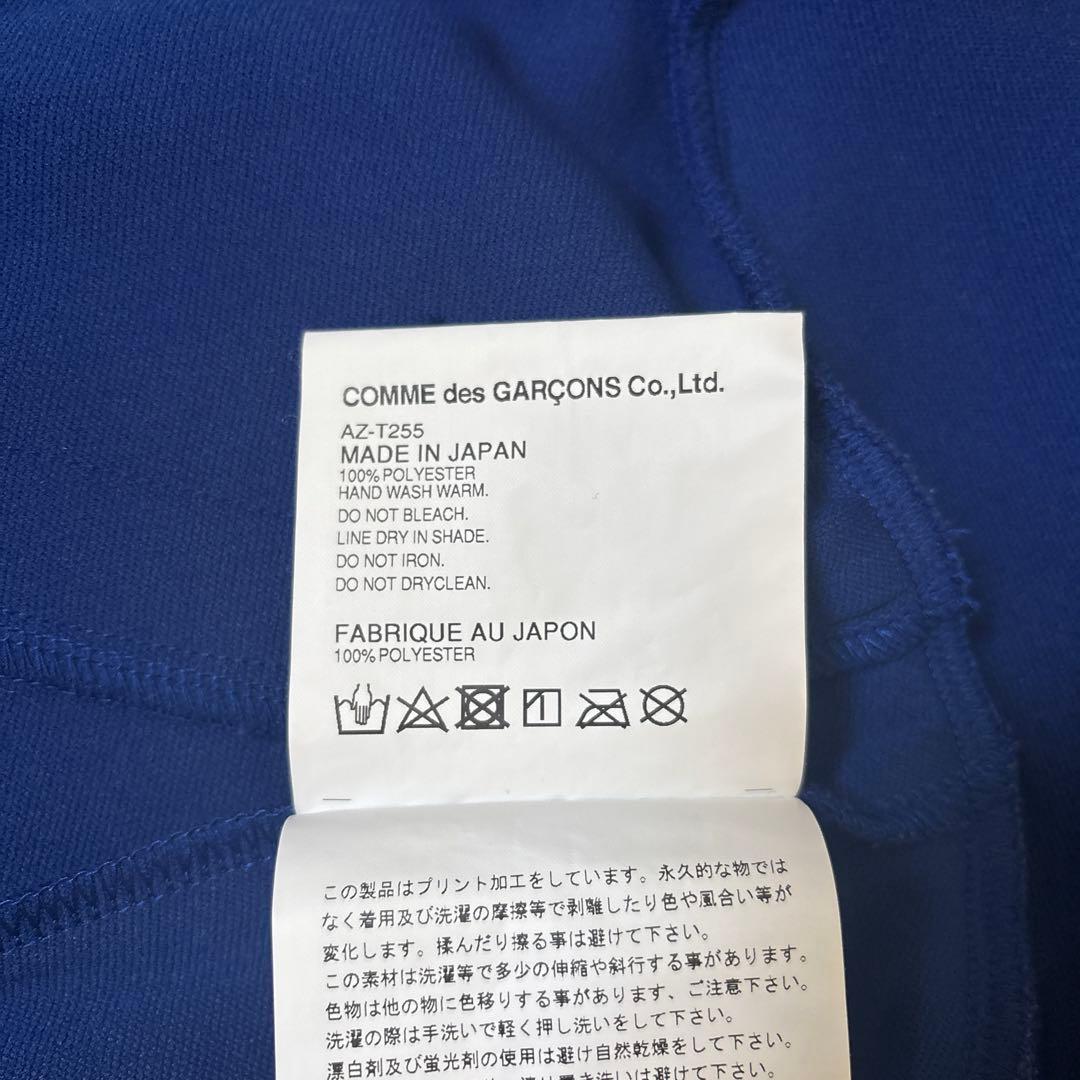 COMME des GARÇONS Co.,Ltd.
AZ-T255
MADE IN JAPAN
100% POLYESTER
HAND WASH WARM.
DO NOT BLEACH.
LINE DRY IN SHADE.
DO NOT IRON.
DO NOT DRYCLEAN.
FABRIQUE AU JAPON
100% POLYESTER
この製品はプリント加工をしています。永久的な物では
なく着用及び洗濯の摩擦等で剥離したり色や風合い等が
変化します。揉んだり擦る事は避けて下さい。
この素材は洗濯等で多少の伸縮や斜行する事があります。
色物は他の物に色移りする事があります、ご注意下さい。
洗濯の際は手洗いで軽く押し洗いをして下さい。
漂白剤及び蛍光剤の使用は避け自然乾燥をして下さい。
き洗いは避けて下さい。